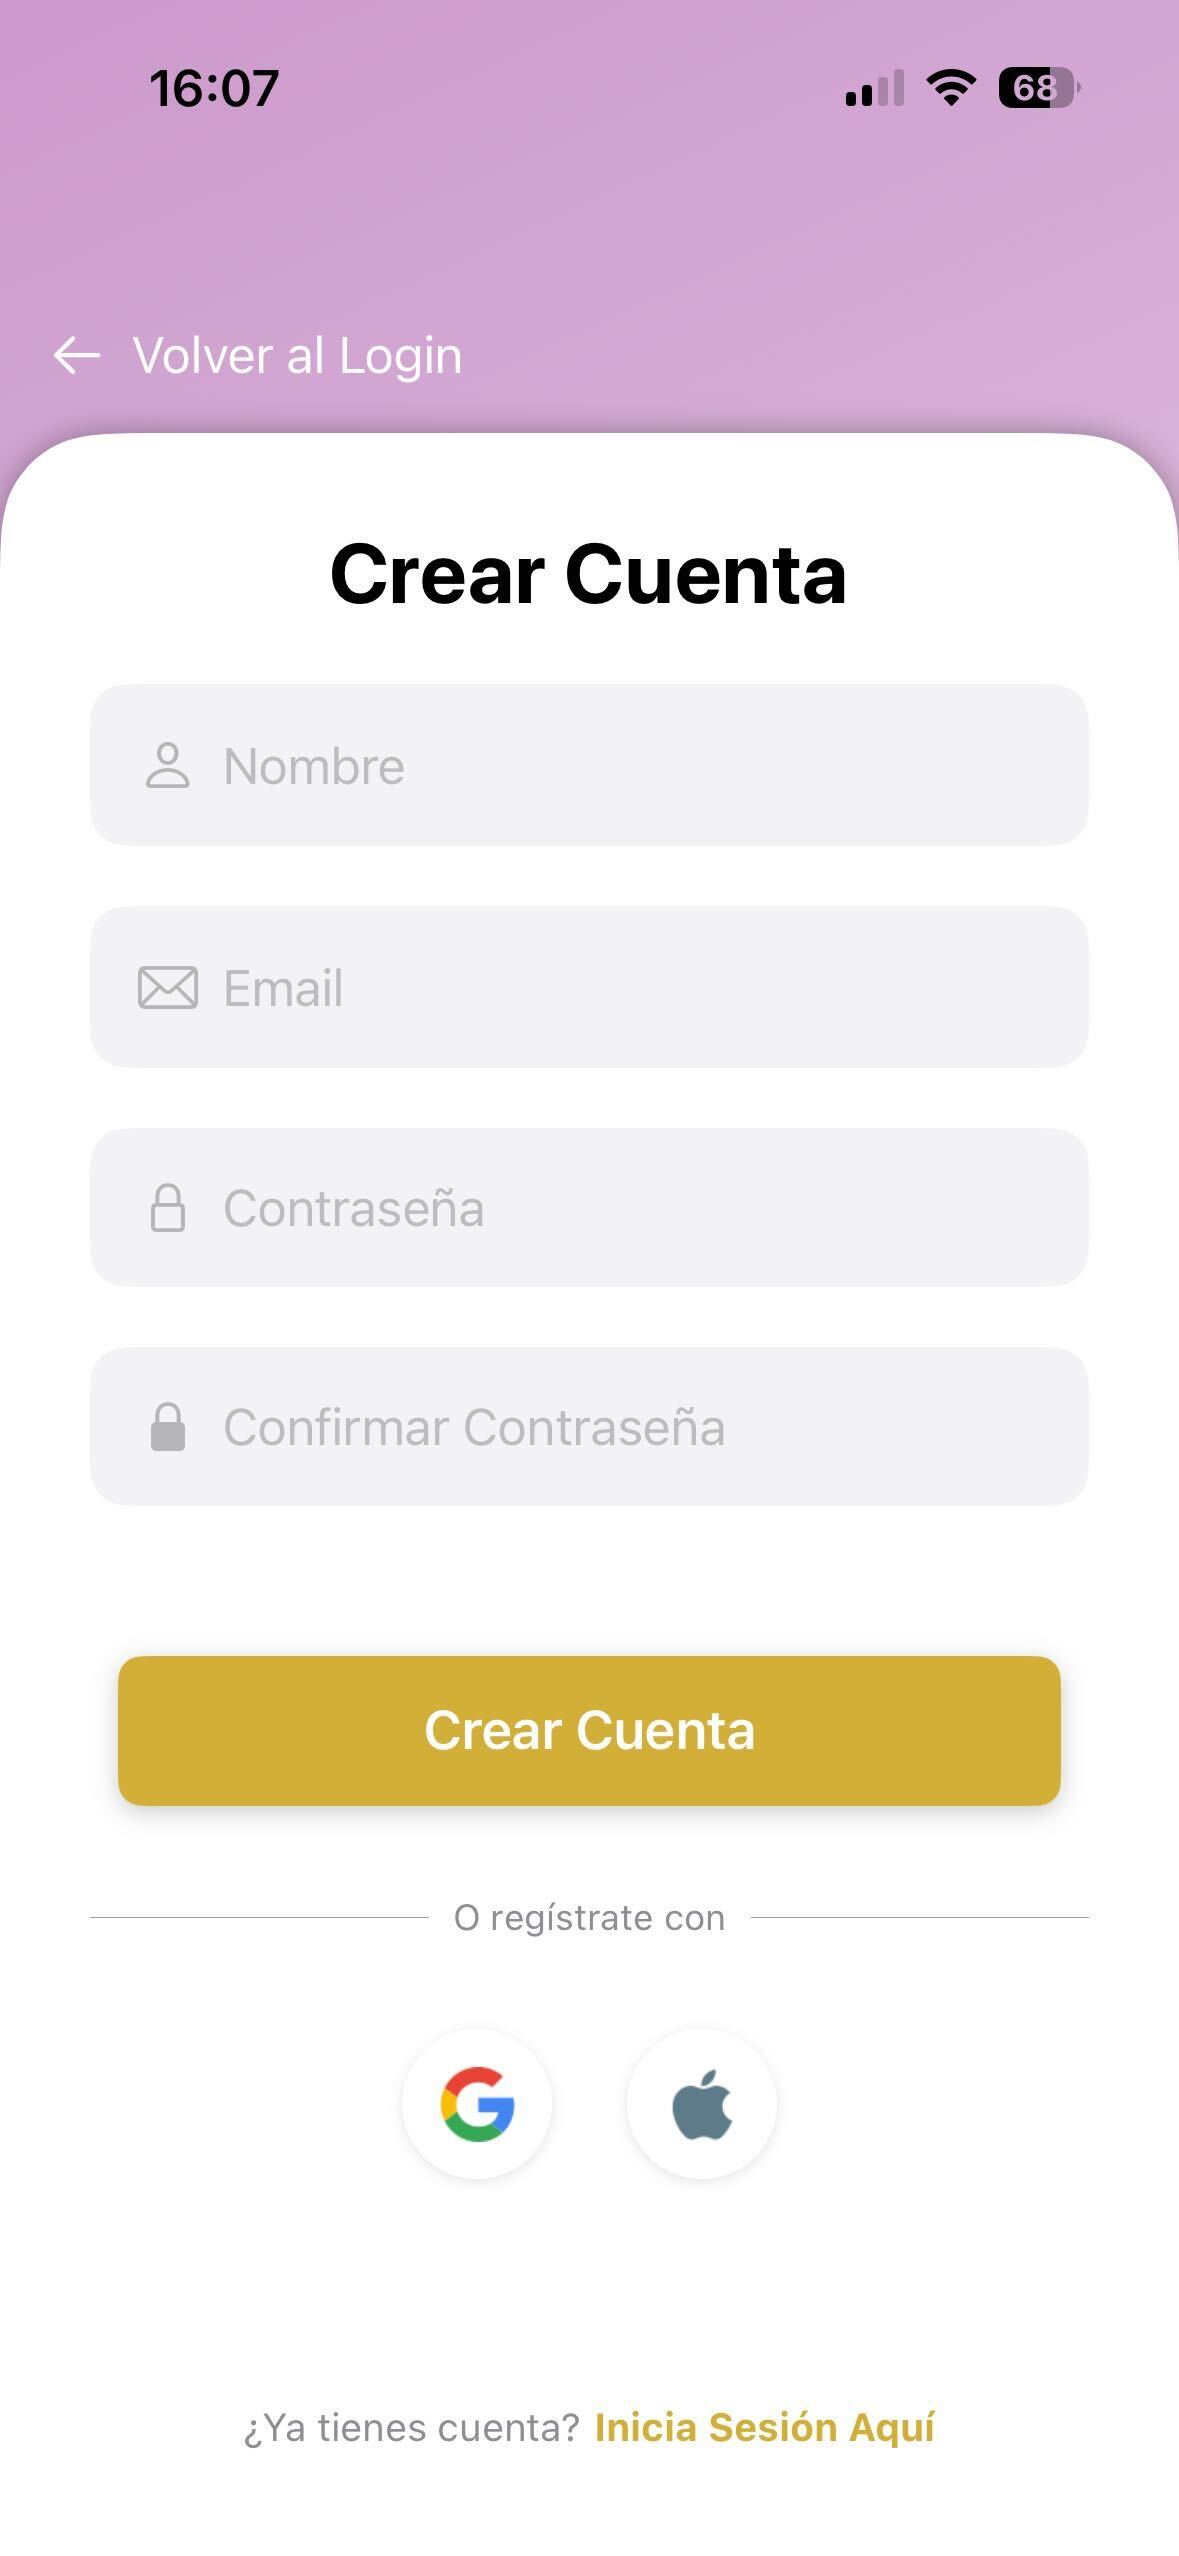 16:07
68
Volver al Login
Crear Cuenta
Nombre
Email
Contraseña
Confirmar Contraseña
Crear Cuenta
O regístrate con
¿Ya tienes cuenta? Inicia Sesión Aquí